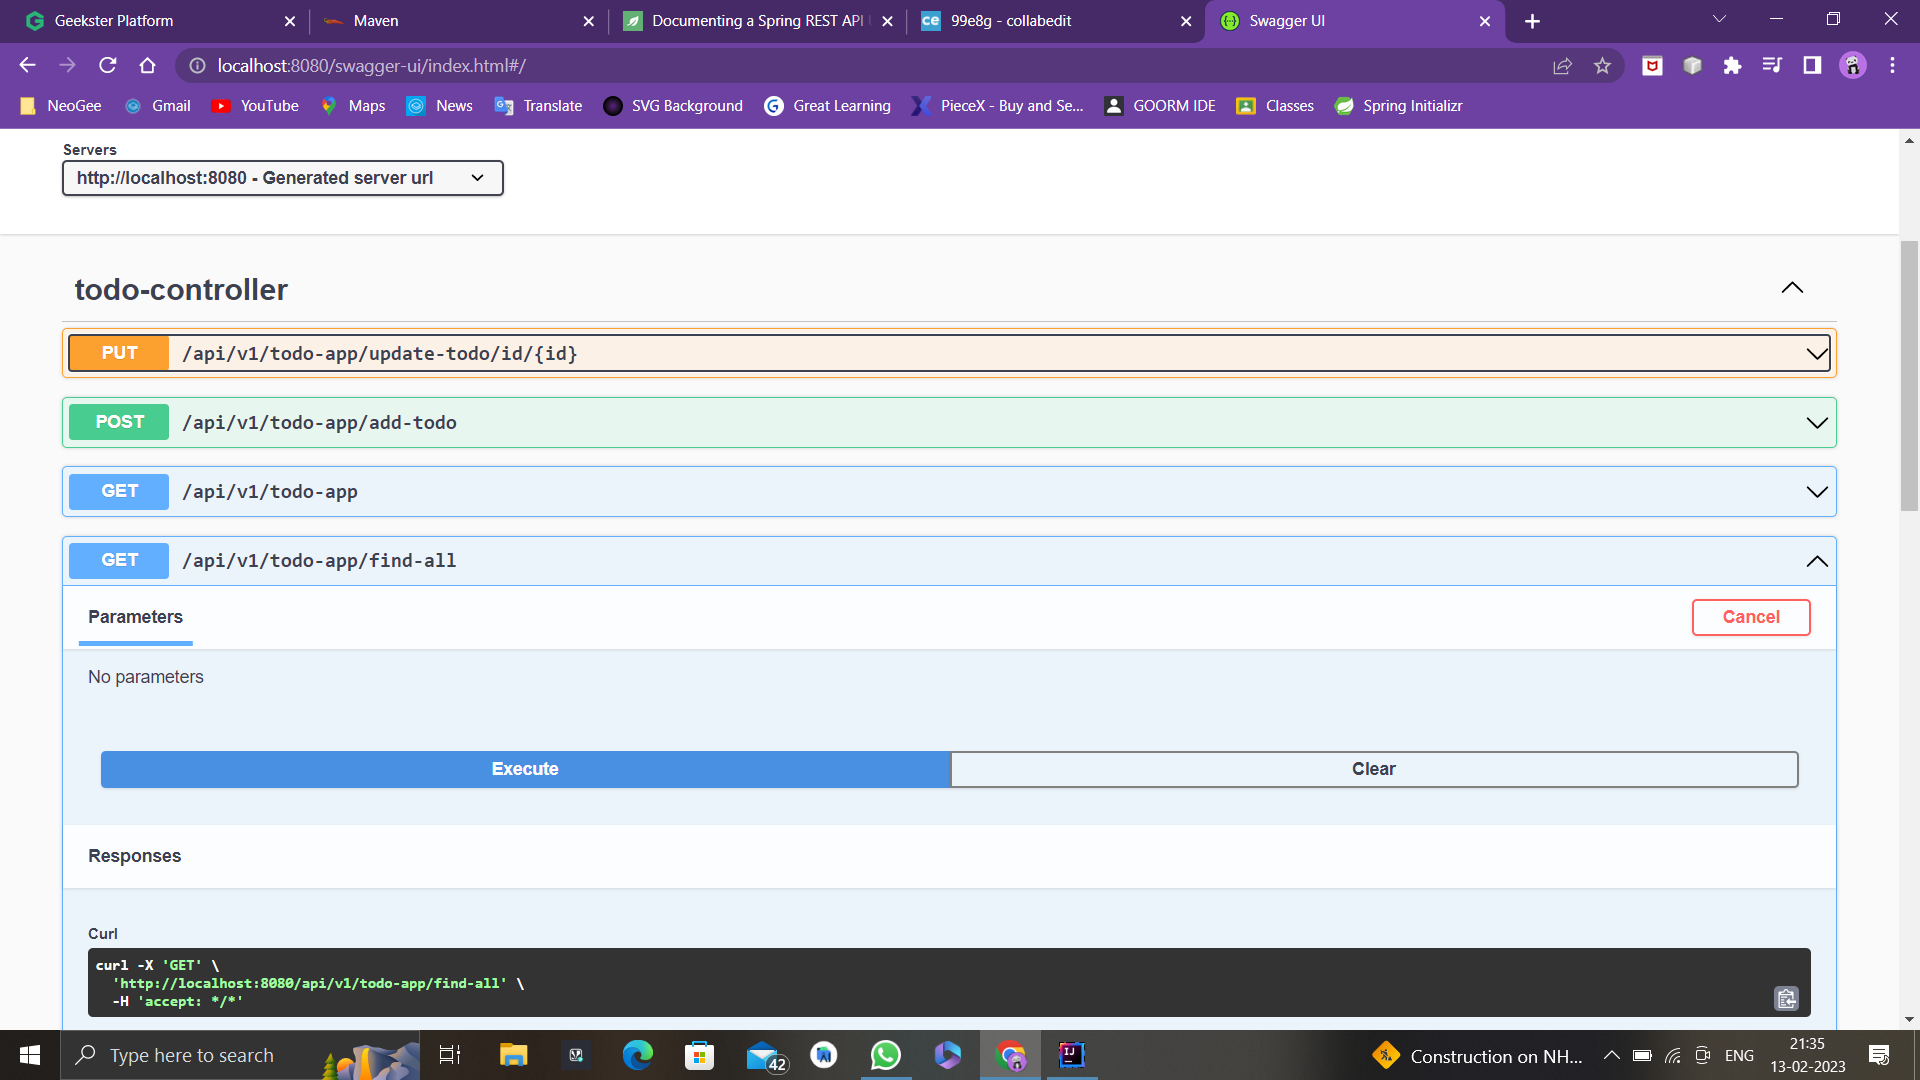 Geekster Platform
Maven
Documenting a Spring REST API
99e8g - collabedit
Swagger UI
localhost:8080/swagger-ui/index.html#/
NeoGee
Gmail
YouTube
Maps
News
Translate
SVG Background
Great Learning
PieceX - Buy and Se...
GOORM IDE
Classes
Spring Initializr
Servers
http://localhost:8080 - Generated server url
todo-controller
PUT /api/v1/todo-app/update-todo/id/{id}
POST /api/v1/todo-app/add-todo
GET /api/v1/todo-app
GET /api/v1/todo-app/find-all
Parameters
Cancel
No parameters
Execute
Clear
Responses
Curl
curl -X 'GET' \
'http://localhost:8080/api/v1/todo-app/find-all' \
-H 'accept: */*'
Type here to search
42
Construction on NH...
ENG
21:35
13-02-2023